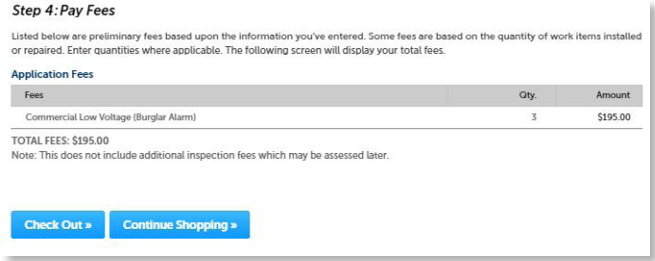 Step 4: Pay Fees
Listed below are preliminary fees based upon the information you've entered. Some fees are based on the quantity of work items installed
or repaired. Enter quantities where applicable. The following screen will display your total fees.
Application Fees
Fees Qty. Amount
Commercial Low Voltage (Burglar Alarm) 3 $195.00
TOTAL FEES: $195.00
Note: This does not include additional inspection fees which may be assessed later.
Check Out » Continue Shopping »